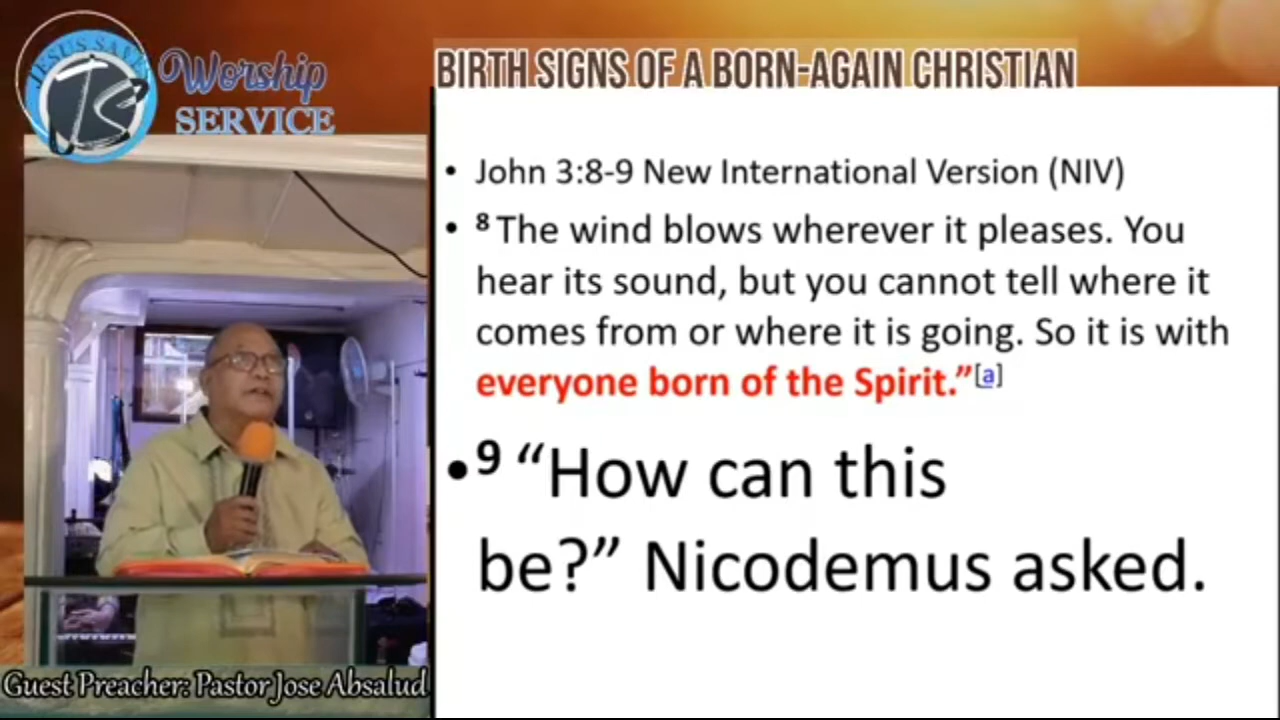 JESUS SAVES
JS
Worship
SERVICE
BIRTH SIGNS OF A BORN-AGAIN CHRISTIAN
• John 3:8-9 New International Version (NIV)
• 8 The wind blows wherever it pleases. You
hear its sound, but you cannot tell where it
comes from or where it is going. So it is with
everyone born of the Spirit.”[a]
•9 “How can this
be?” Nicodemus asked.
Guest Preacher: Pastor Jose Absalud